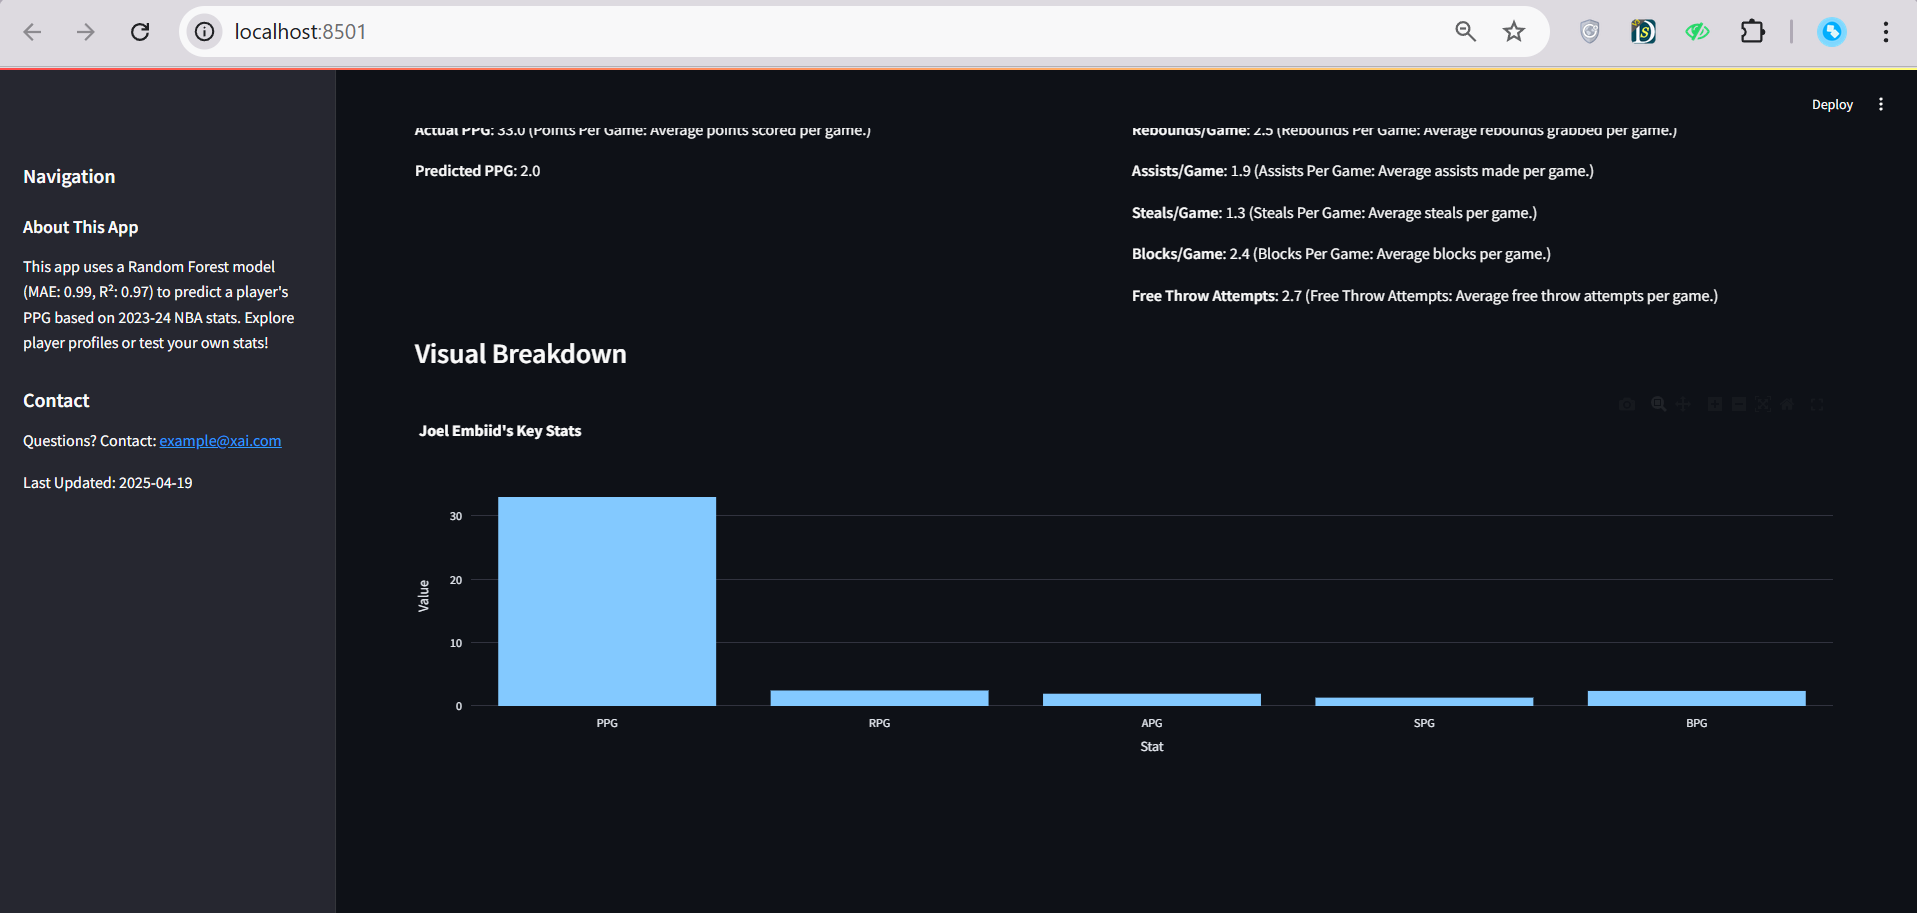 localhost:8501
Deploy
Navigation
About This App
This app uses a Random Forest model
(MAE: 0.99, R²: 0.97) to predict a player's
PPG based on 2023-24 NBA stats. Explore
player profiles or test your own stats!
Contact
Questions? Contact: example@xai.com
Last Updated: 2025-04-19
Actual PPG: 33.0 (Points Per Game: Average points scored per game.)
Predicted PPG: 2.0
Rebounds/Game: 2.5 (Rebounds Per Game: Average rebounds grabbed per game.)
Assists/Game: 1.9 (Assists Per Game: Average assists made per game.)
Steals/Game: 1.3 (Steals Per Game: Average steals per game.)
Blocks/Game: 2.4 (Blocks Per Game: Average blocks per game.)
Free Throw Attempts: 2.7 (Free Throw Attempts: Average free throw attempts per game.)
Visual Breakdown
Joel Embiid's Key Stats
30
20
10
0
Value
PPG
RPG
APG
SPG
BPG
Stat